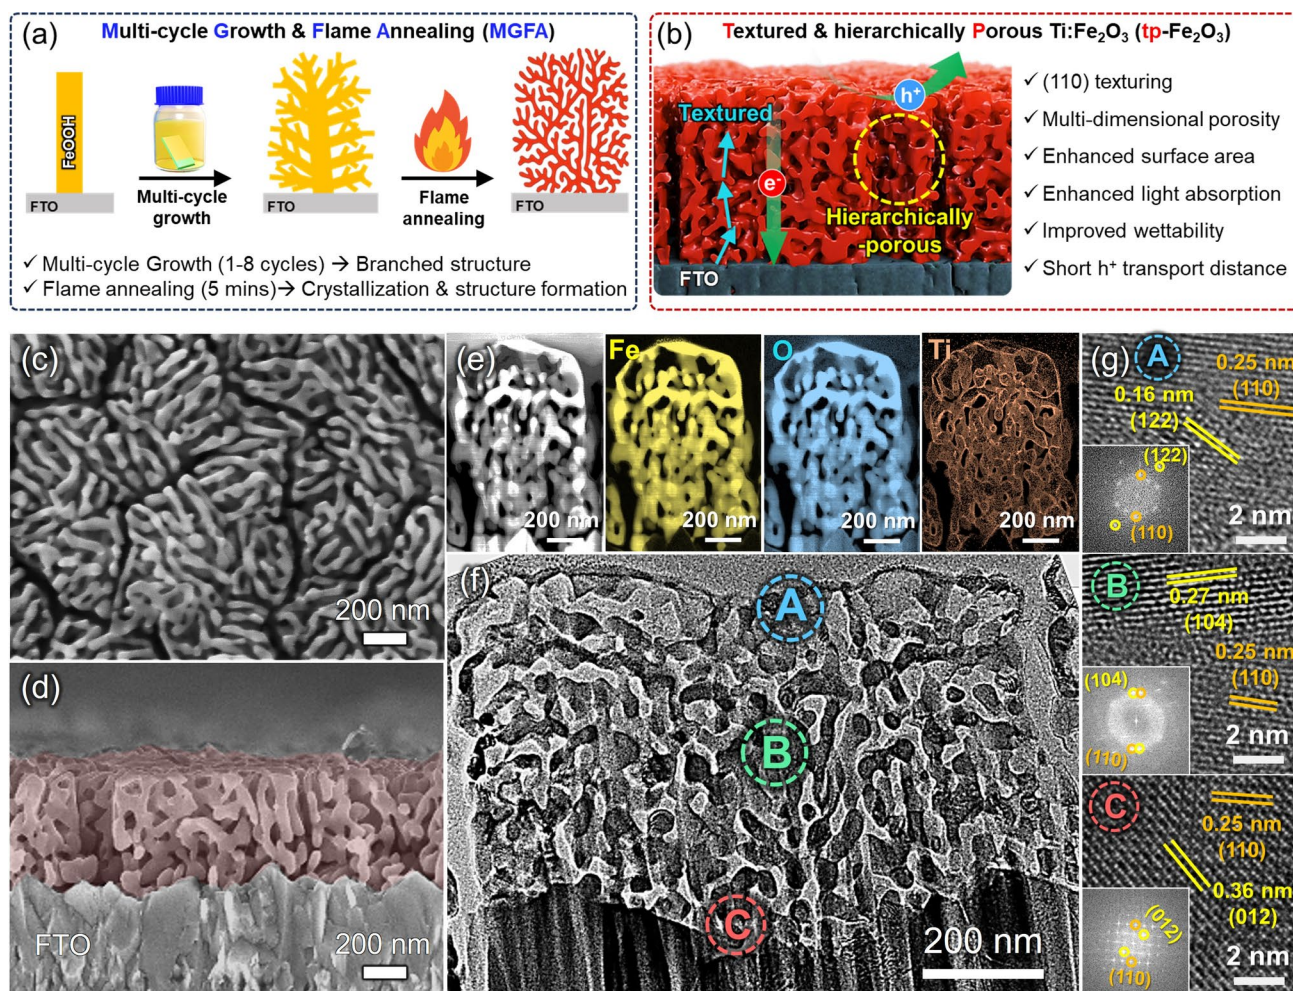 (a)
Multi-cycle Growth & Flame Annealing (MGFA)
FeOOH
FTO
Multi-cycle
growth
FTO
Flame
annealing
FTO
✓ Multi-cycle Growth (1-8 cycles) → Branched structure
✓ Flame annealing (5 mins)→ Crystallization & structure formation
(b)
Textured & hierarchically Porous Ti:Fe₂O₃ (tp-Fe₂O₃)
Textured
h⁺
e⁻
Hierarchically
-porous
FTO
✓ (110) texturing
✓ Multi-dimensional porosity
✓ Enhanced surface area
✓ Enhanced light absorption
✓ Improved wettability
✓ Short h⁺ transport distance
(c)
200 nm
(d)
FTO
200 nm
(e)
200 nm
Fe
200 nm
O
200 nm
Ti
200 nm
(f)
A
B
C
200 nm
(g)
A
0.25 nm
(110)
0.16 nm
(122)
(122)
(110)
2 nm
B
0.27 nm
(104)
0.25 nm
(110)
(104)
(110)
2 nm
C
0.25 nm
(110)
0.36 nm
(012)
(012)
(110)
2 nm